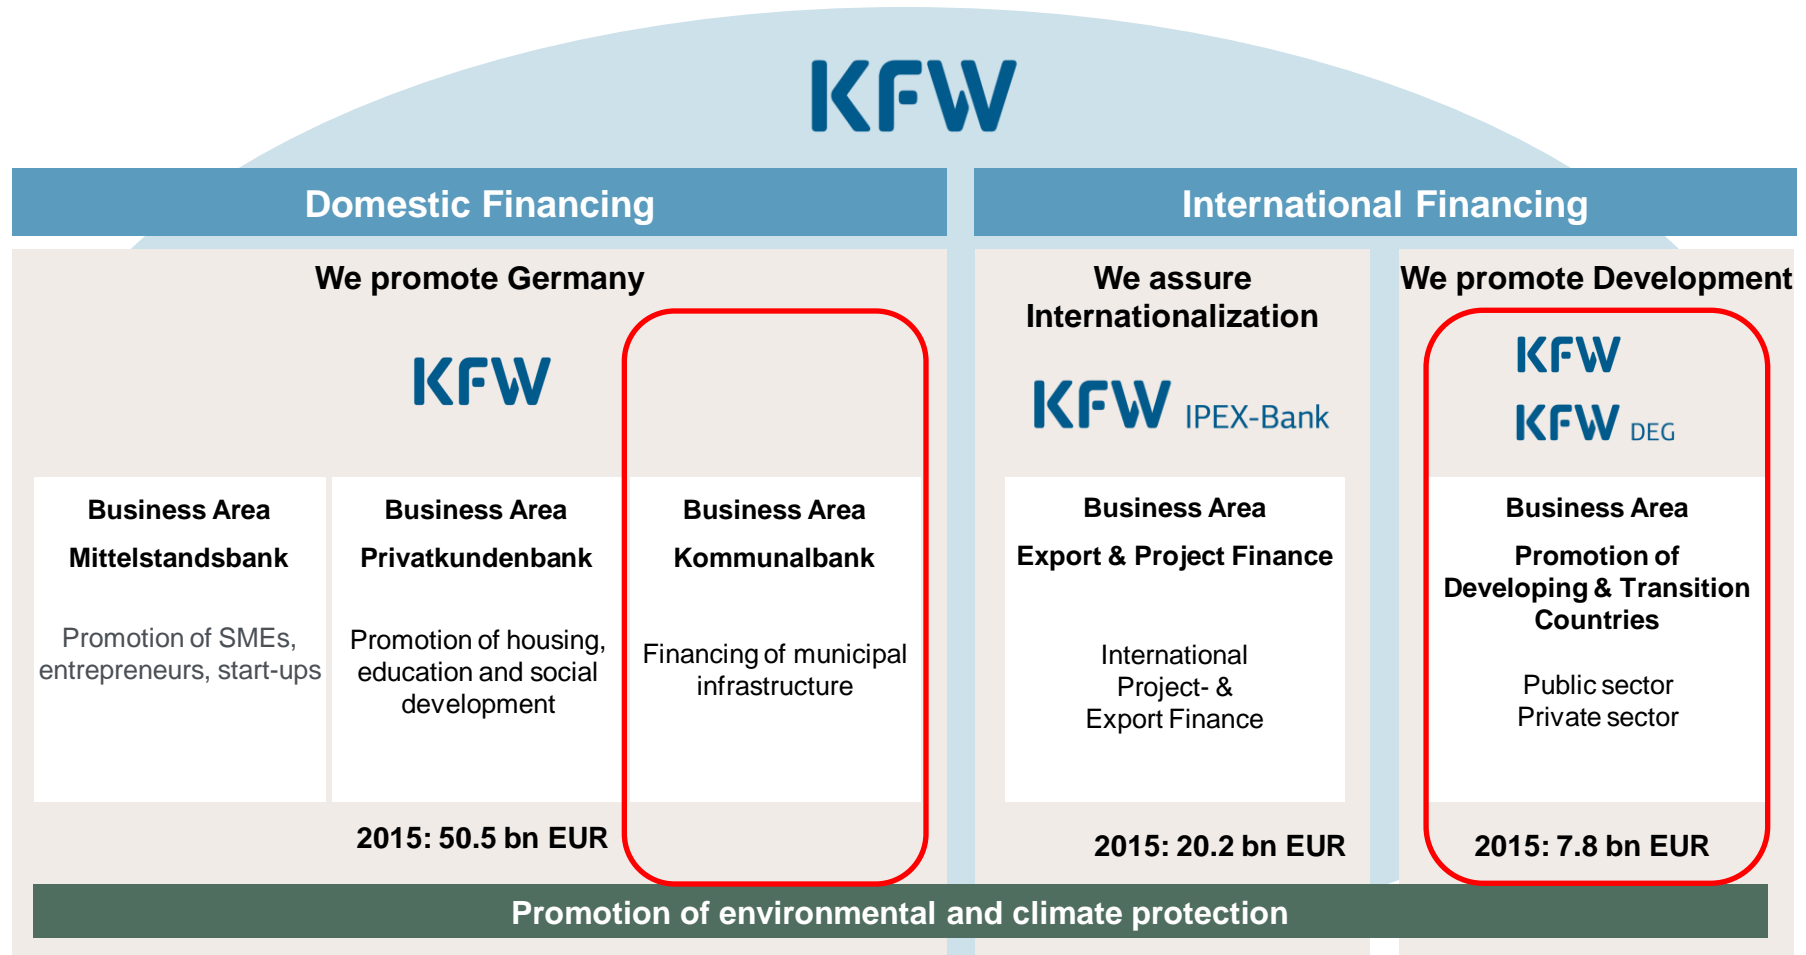 KFW
Domestic Financing
International Financing
We promote Germany
KFW
Business Area
Mittelstandsbank
Promotion of SMEs,
entrepreneurs, start-ups
Business Area
Privatkundenbank
Promotion of housing,
education and social
development
Business Area
Kommunalbank
Financing of municipal
infrastructure
2015: 50.5 bn EUR
We assure
Internationalization
KFW IPEX-Bank
Business Area
Export & Project Finance
International
Project- &
Export Finance
2015: 20.2 bn EUR
We promote Development
KFW
KFW DEG
Business Area
Promotion of
Developing & Transition
Countries
Public sector
Private sector
2015: 7.8 bn EUR
Promotion of environmental and climate protection